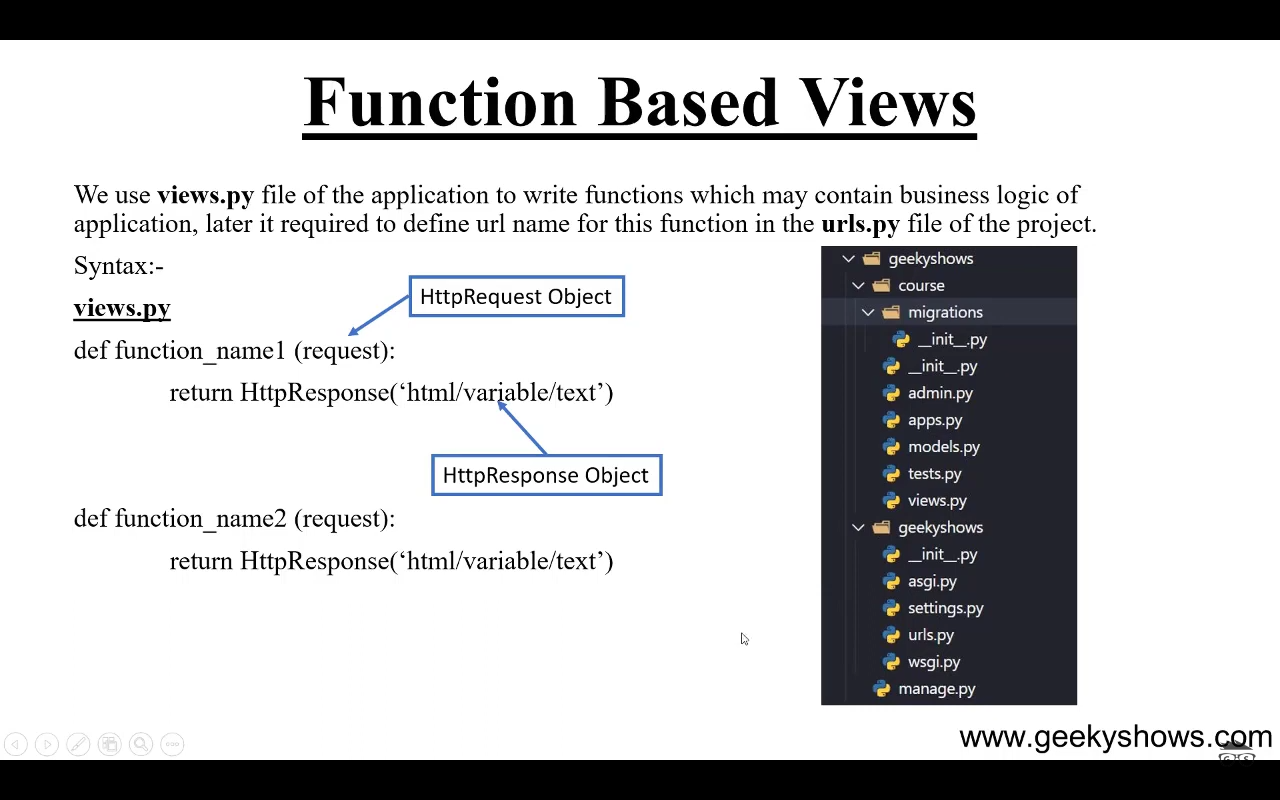 Function Based Views
We use views.py file of the application to write functions which may contain business logic of
application, later it required to define url name for this function in the urls.py file of the project.
Syntax:-
views.py
HttpRequest Object
def function_name1 (request):
return HttpResponse(‘html/variable/text’)
HttpResponse Object
def function_name2 (request):
return HttpResponse(‘html/variable/text’)
geekyshows
course
migrations
__init__.py
__init__.py
admin.py
apps.py
models.py
tests.py
views.py
geekyshows
__init__.py
asgi.py
settings.py
urls.py
wsgi.py
manage.py
www.geekyshows.com
G S